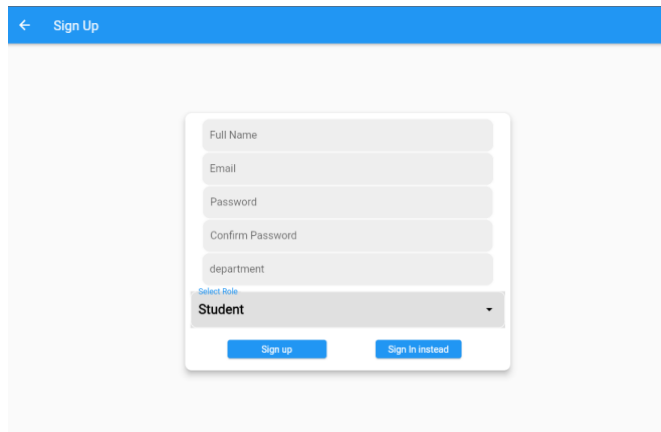 Sign Up
Full Name
Email
Password
Confirm Password
department
Select Role
Student
Sign up
Sign In instead